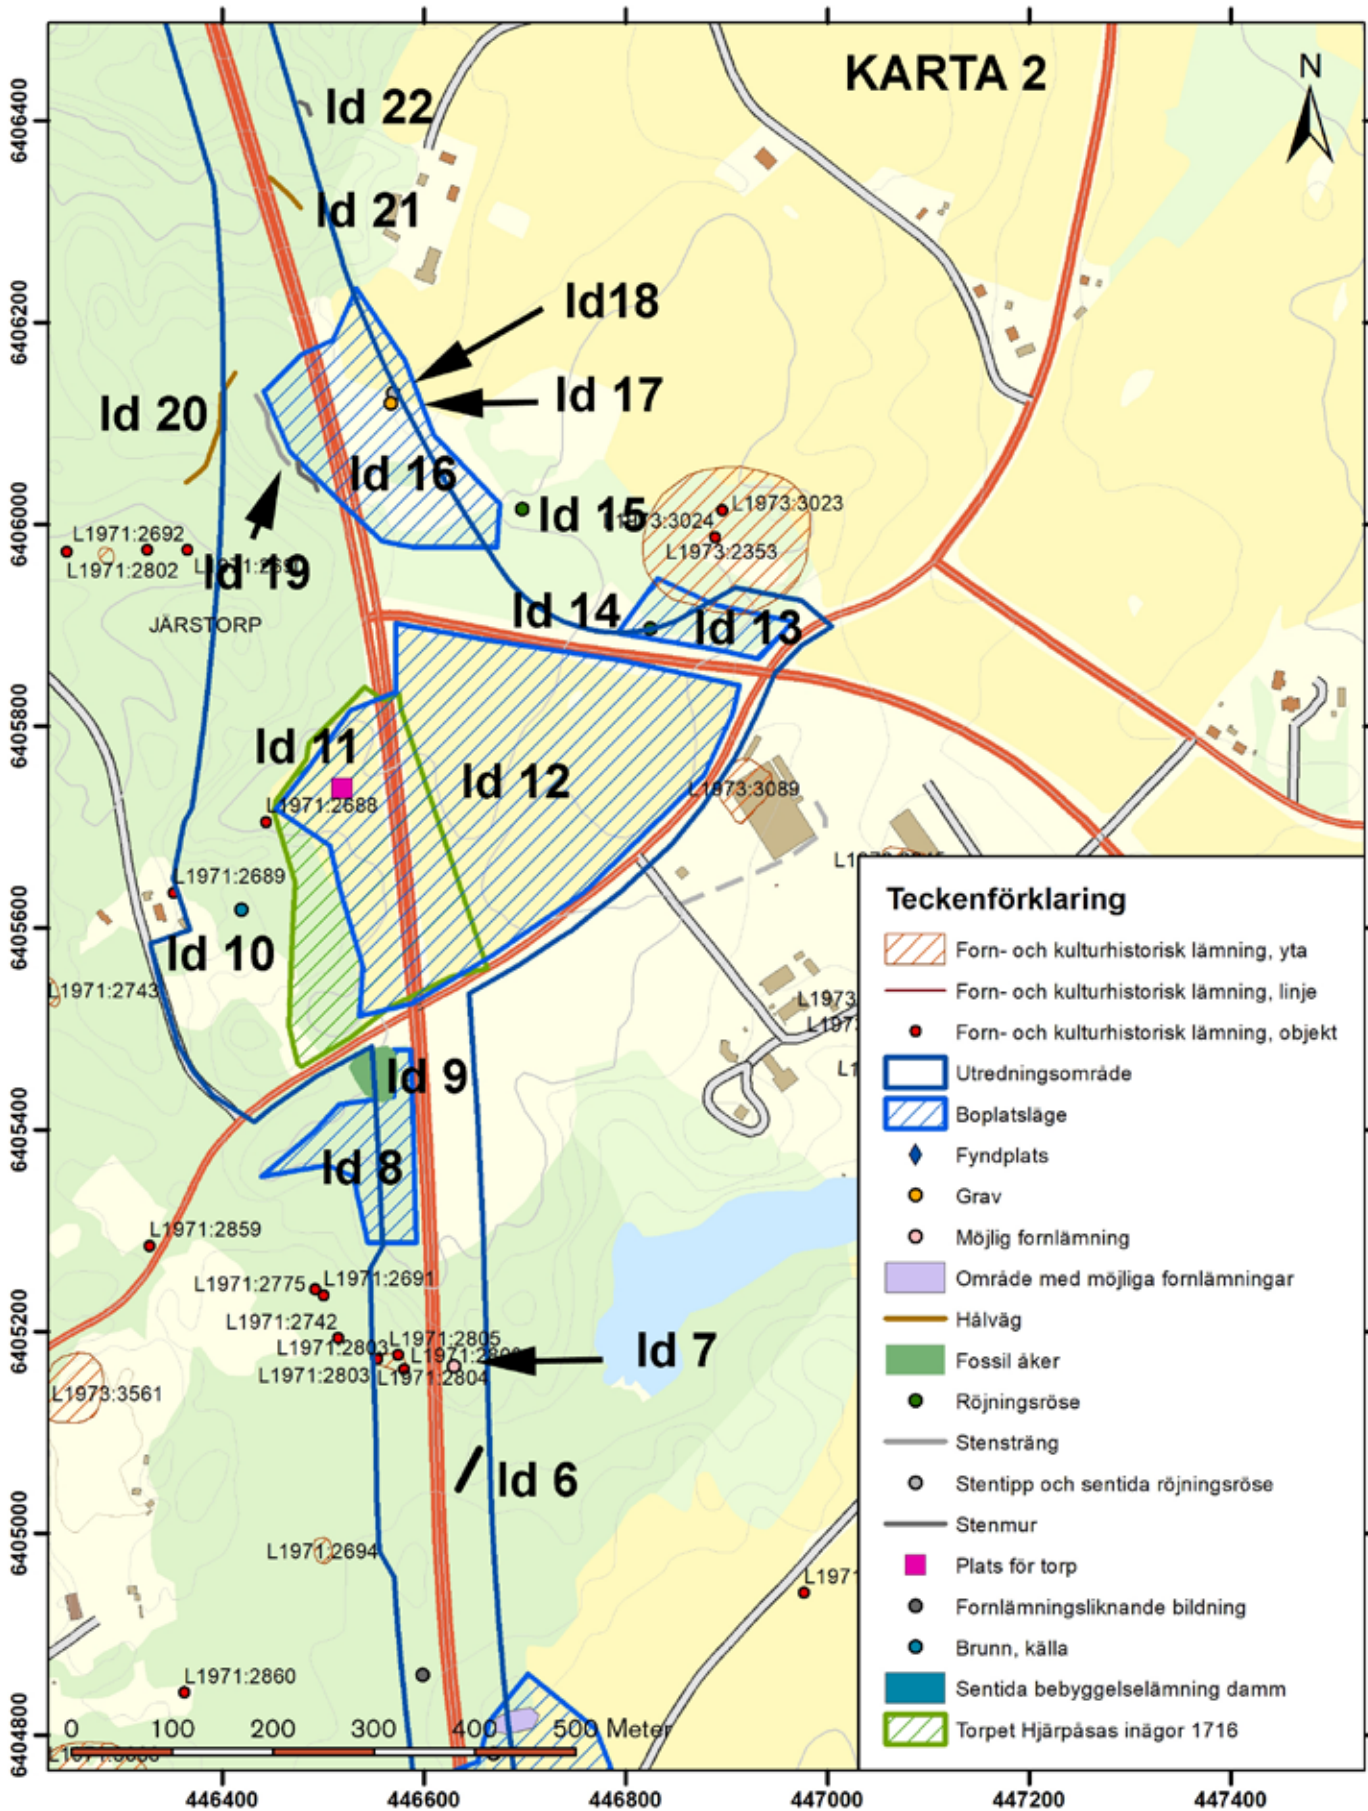 KARTA 2
N
6406400
6406200
6406000
6405800
6405600
6405400
6405200
6405000
6404800
Id 22
Id 21
Id18
Id 17
Id 20
Id 16
Id 15
L1973:3023
L1973:3024
L1973:2353
L1971:2692
L1971:2802
Id 19
JÄRSTORP
Id 14
Id 13
Id 11
Id 12
L1973:3089
L1971:2688
L1971:2689
Id 10
L1971:2743
L1973
Id 9
Id 8
L1971:2859
L1971:2775
L1971:2691
L1971:2742
L1971:2805
L1971:2803
L1971:2803
L1971:2804
Id 7
L1973:3561
Id 6
L1971:2694
L1971
L1971:2860
0 100 200 300 400 500 Meter
446400 446600 446800 447000 447200 447400
Teckenförklaring
Forn- och kulturhistorisk lämning, yta
Forn- och kulturhistorisk lämning, linje
Forn- och kulturhistorisk lämning, objekt
Utredningsområde
Boplatsläge
Fyndplats
Grav
Möjlig fornlämning
Område med möjliga fornlämningar
Hålväg
Fossil åker
Röjningsröse
Stensträng
Stentipp och sentida röjningsröse
Stenmur
Plats för torp
Fornlämningsliknande bildning
Brunn, källa
Sentida bebyggelselämning damm
Torpet Hjärpåsas inägor 1716